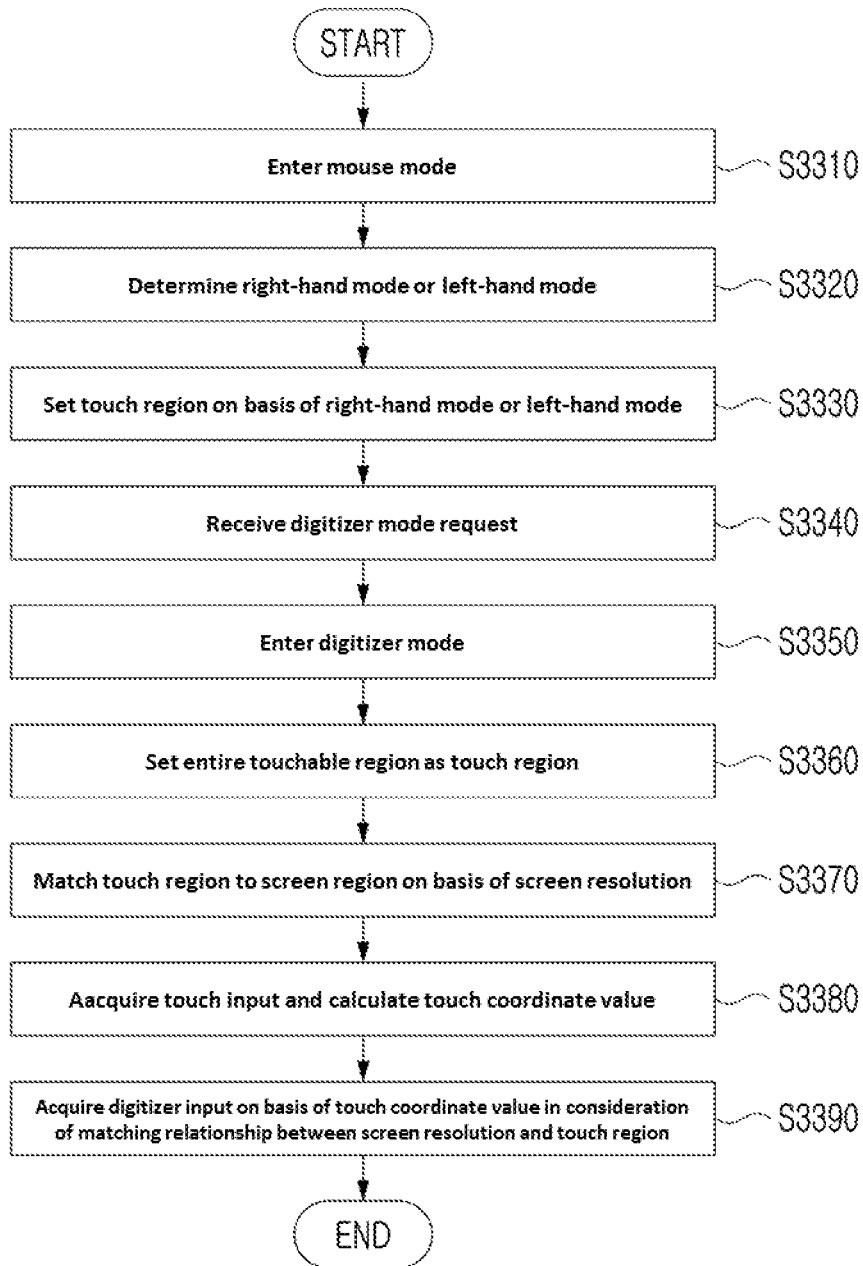 START
Enter mouse mode
S3310
Determine right-hand mode or left-hand mode
S3320
Set touch region on basis of right-hand mode or left-hand mode
S3330
Receive digitizer mode request
S3340
Enter digitizer mode
S3350
Set entire touchable region as touch region
S3360
Match touch region to screen region on basis of screen resolution
S3370
Aacquire touch input and calculate touch coordinate value
S3380
Acquire digitizer input on basis of touch coordinate value in consideration
of matching relationship between screen resolution and touch region
S3390
END